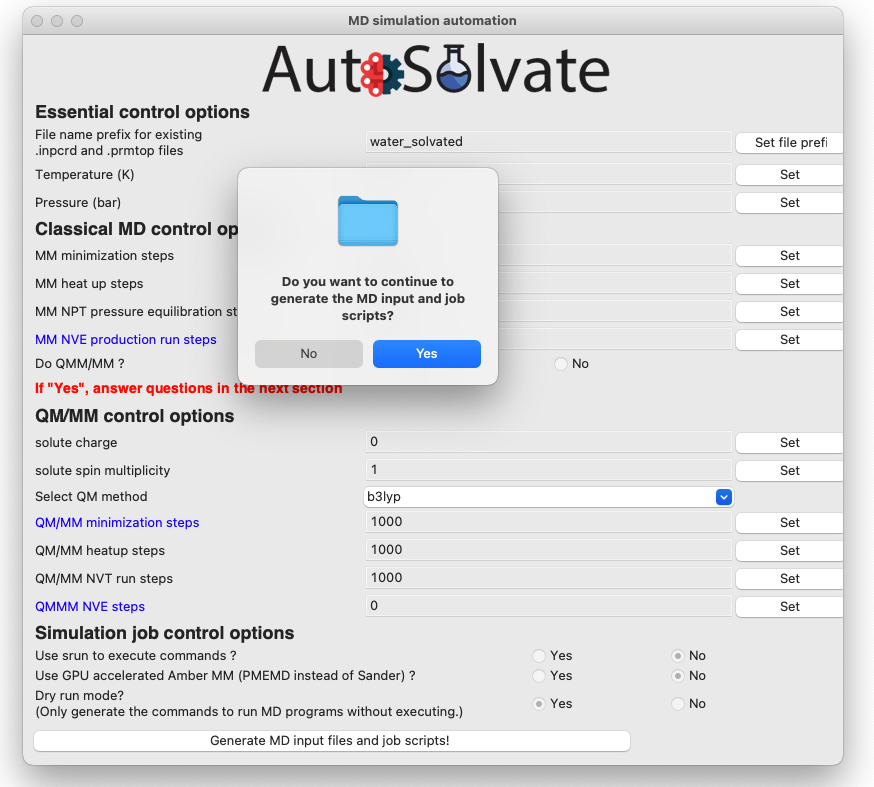 MD simulation automation
AutoSolvate
Essential control options
File name prefix for existing
.inpcrd and .prmtop files
water_solvated
Set file prefi
Temperature (K)
Set
Pressure (bar)
Set
Classical MD control op
MM minimization steps
Set
MM heat up steps
Set
MM NPT pressure equilibration st
Set
MM NVE production run steps
Set
Do QMM/MM ?
No
Do you want to continue to
generate the MD input and job
scripts?
No
Yes
If "Yes", answer questions in the next section
QM/MM control options
solute charge
0
Set
solute spin multiplicity
1
Set
Select QM method
b3lyp
QM/MM minimization steps
1000
Set
QM/MM heatup steps
1000
Set
QM/MM NVT run steps
1000
Set
QMMM NVE steps
0
Set
Simulation job control options
Use srun to execute commands ?
Yes
No
Use GPU accelerated Amber MM (PMEMD instead of Sander) ?
Yes
No
Dry run mode?
(Only generate the commands to run MD programs without executing.)
Yes
No
Generate MD input files and job scripts!